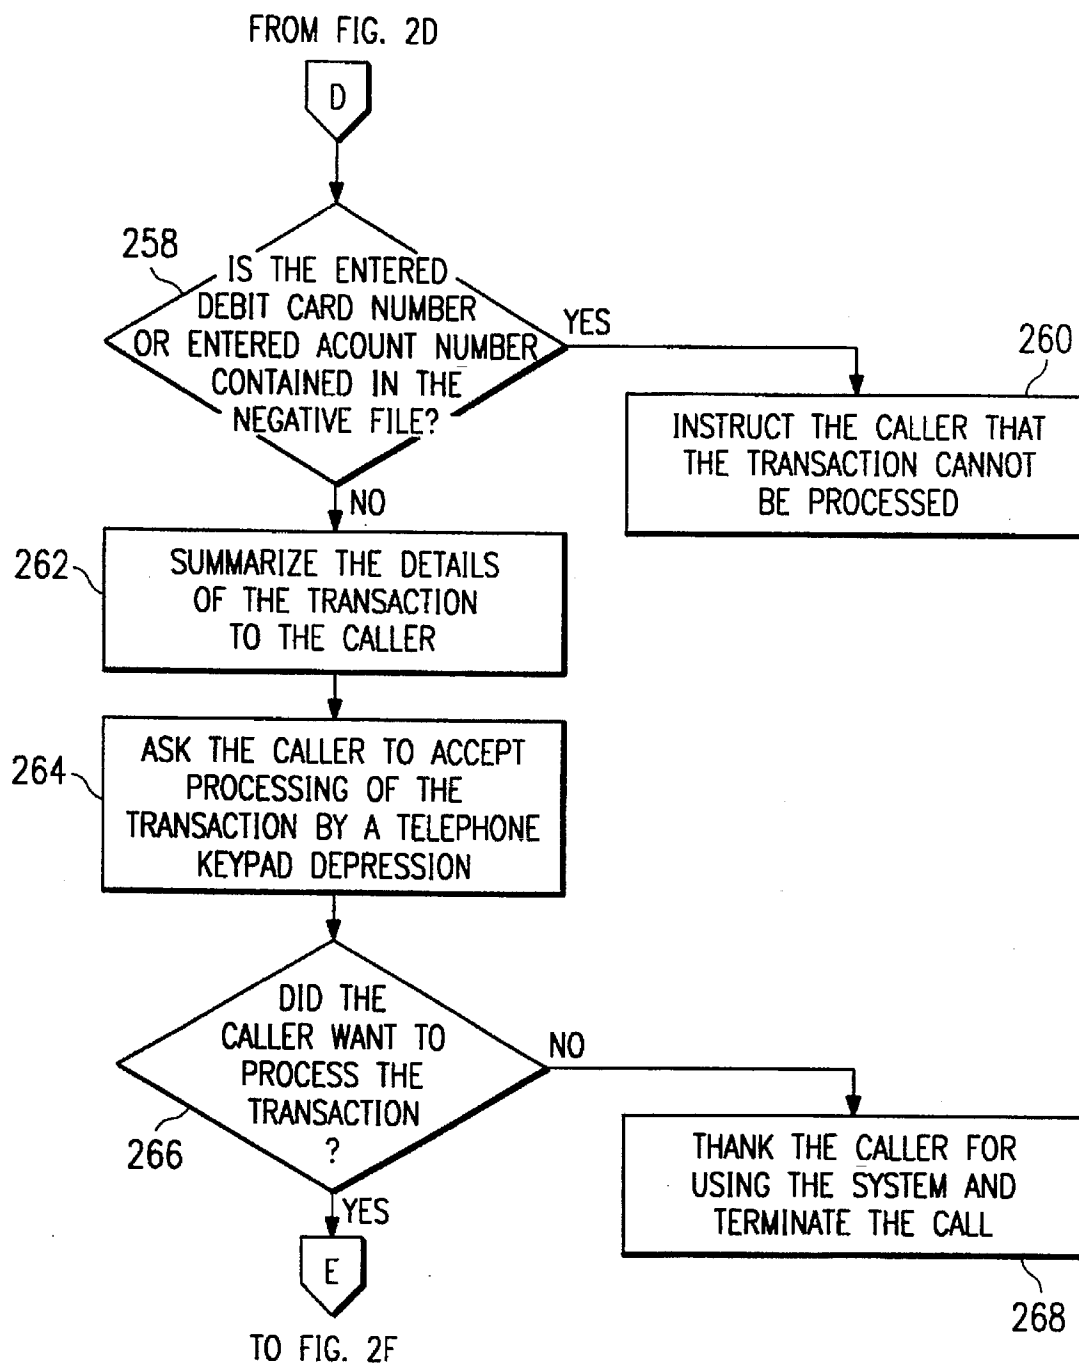 FROM FIG. 2D
D
258
IS THE ENTERED
DEBIT CARD NUMBER
OR ENTERED ACOUNT NUMBER
CONTAINED IN THE
NEGATIVE FILE?
YES
260
INSTRUCT THE CALLER THAT
THE TRANSACTION CANNOT
BE PROCESSED
NO
262
SUMMARIZE THE DETAILS
OF THE TRANSACTION
TO THE CALLER
264
ASK THE CALLER TO ACCEPT
PROCESSING OF THE
TRANSACTION BY A TELEPHONE
KEYPAD DEPRESSION
DID THE
CALLER WANT TO
PROCESS THE
TRANSACTION
?
266
NO
THANK THE CALLER FOR
USING THE SYSTEM AND
TERMINATE THE CALL
268
YES
E
TO FIG. 2F